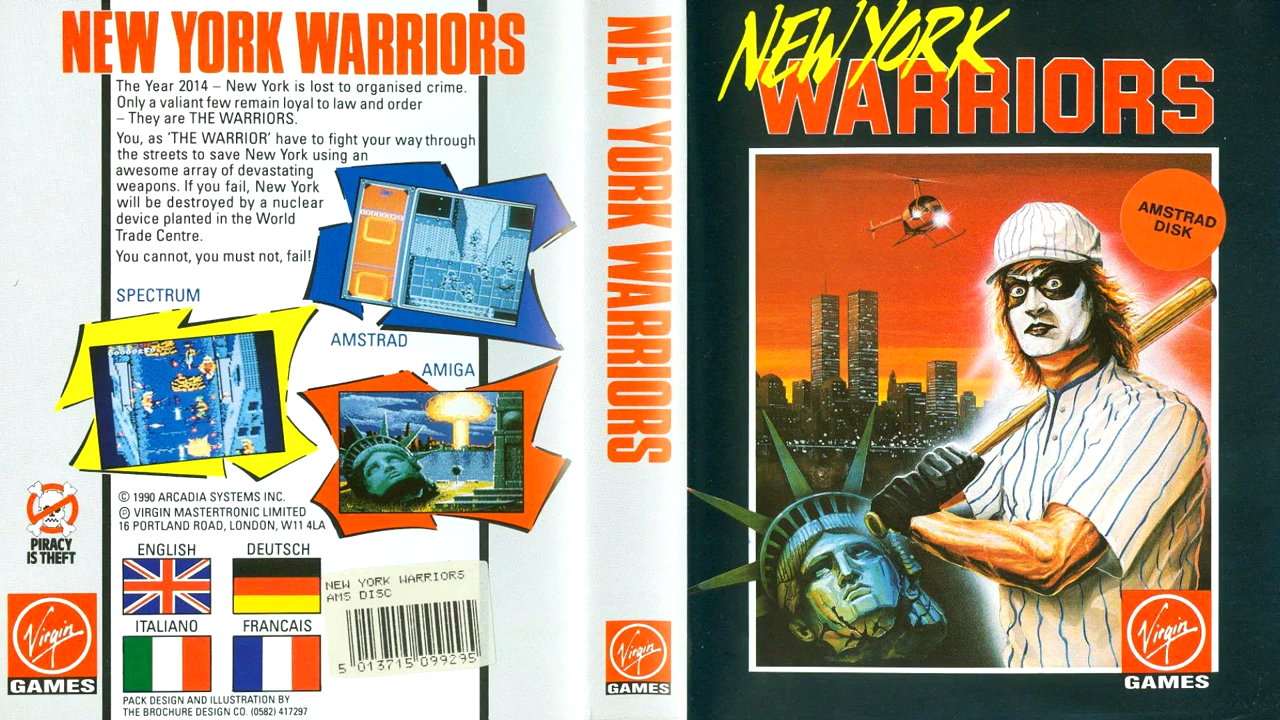 NEW YORK WARRIORS
The Year 2014 – New York is lost to organised crime.
Only a valiant few remain loyal to law and order
– They are THE WARRIORS.
You, as 'THE WARRIOR' have to fight your way through
the streets to save New York using an
awesome array of devastating
weapons. If you fail, New York
will be destroyed by a nuclear
device planted in the World
Trade Centre.
You cannot, you must not, fail!
SPECTRUM
AMSTRAD
AMIGA
© 1990 ARCADIA SYSTEMS INC.
℗ VIRGIN MASTERTRONIC LIMITED
16 PORTLAND ROAD, LONDON, W11 4LA
PIRACY
IS THEFT
ENGLISH
DEUTSCH
ITALIANO
FRANCAIS
NEW YORK WARRIORS
AMS DISC
5 013715 099295
Virgin
GAMES
PACK DESIGN AND ILLUSTRATION BY
THE BROCHURE DESIGN CO. (0582) 417297
NEW YORK WARRIORS
Virgin
GAMES
NEW YORK
WARRIORS
AMSTRAD
DISK
Virgin
GAMES